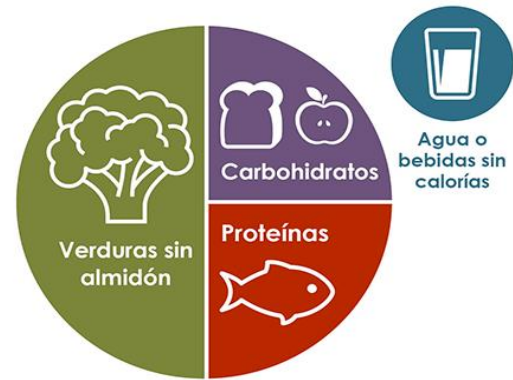 Verduras sin
almidón
Carbohidratos
Proteínas
Agua o
bebidas sin
calorías